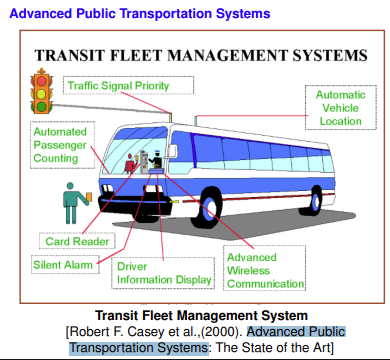 Advanced Public Transportation Systems
TRANSIT FLEET MANAGEMENT SYSTEMS
Traffic Signal Priority
Automatic
Vehicle
Location
Automated
Passenger
Counting
Card Reader
Silent Alarm
Driver
Information Display
Advanced
Wireless
Communication
Transit Fleet Management System
[Robert F. Casey et al.,(2000). Advanced Public
Transportation Systems: The State of the Art]